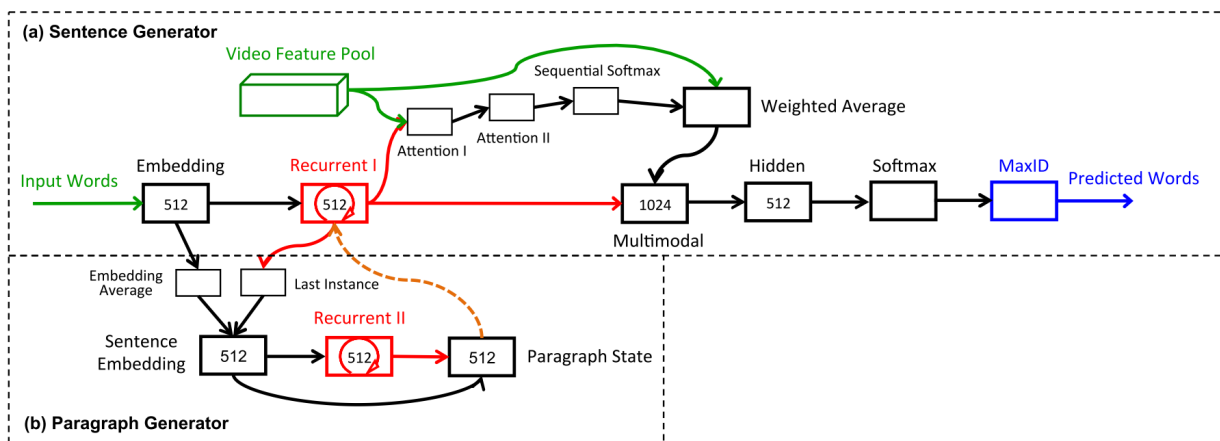 (a) Sentence Generator
Video Feature Pool
Sequential Softmax
Weighted Average
Attention II
Attention I
Embedding
Recurrent I
Hidden
Softmax
MaxID
Input Words
Predicted Words
512
512
1024
512
Multimodal
Embedding
Average
Last Instance
Recurrent II
Sentence
Embedding
512
512
512
Paragraph State
(b) Paragraph Generator